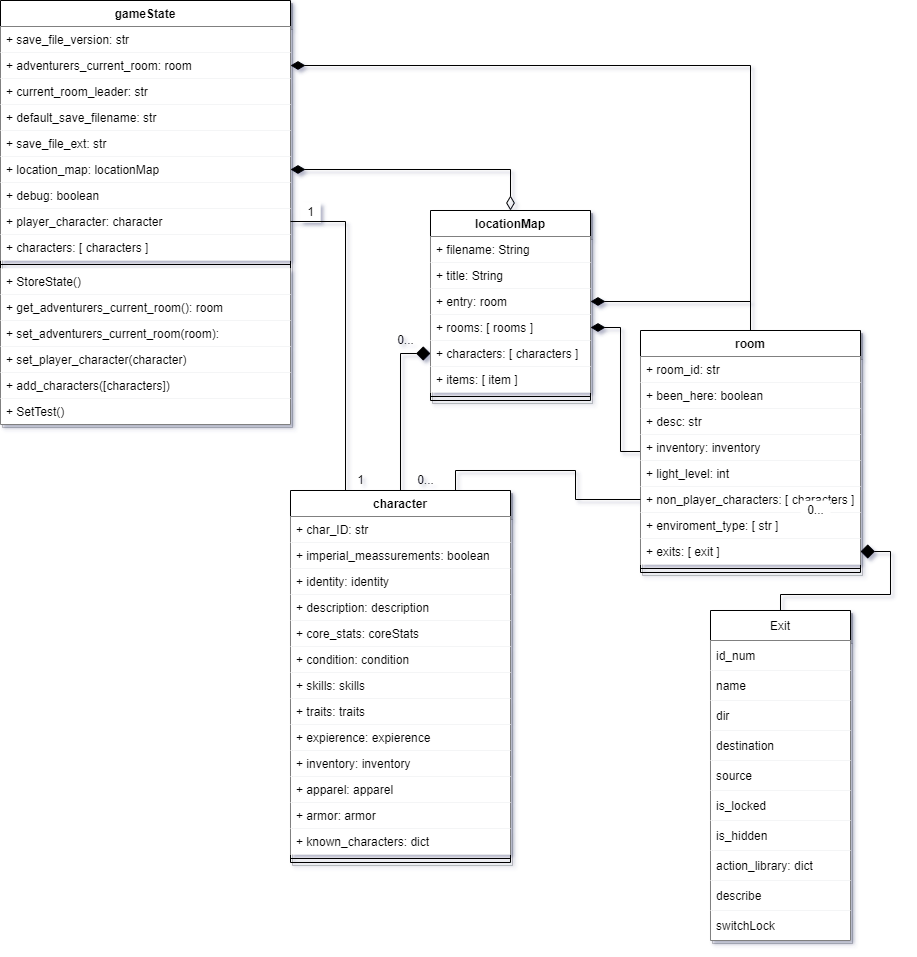 gameState
+ save_file_version: str
+ adventurers_current_room: room
+ current_room_leader: str
+ default_save_filename: str
+ save_file_ext: str
+ location_map: locationMap
+ debug: boolean
+ player_character: character
+ characters: [ characters ]
+ StoreState()
+ get_adventurers_current_room(): room
+ set_adventurers_current_room(room):
+ set_player_character(character)
+ add_characters([characters])
+ SetTest()
1
locationMap
+ filename: String
+ title: String
+ entry: room
+ rooms: [ rooms ]
+ characters: [ characters ]
+ items: [ item ]
0...
room
+ room_id: str
+ been_here: boolean
+ desc: str
+ inventory: inventory
+ light_level: int
+ non_player_characters: [ characters ]
0...
+ enviroment_type: [ str ]
+ exits: [ exit ]
1
0...
character
+ char_ID: str
+ imperial_meassurements: boolean
+ identity: identity
+ description: description
+ core_stats: coreStats
+ condition: condition
+ skills: skills
+ traits: traits
+ expierence: expierence
+ inventory: inventory
+ apparel: apparel
+ armor: armor
+ known_characters: dict
Exit
id_num
name
dir
destination
source
is_locked
is_hidden
action_library: dict
describe
switchLock